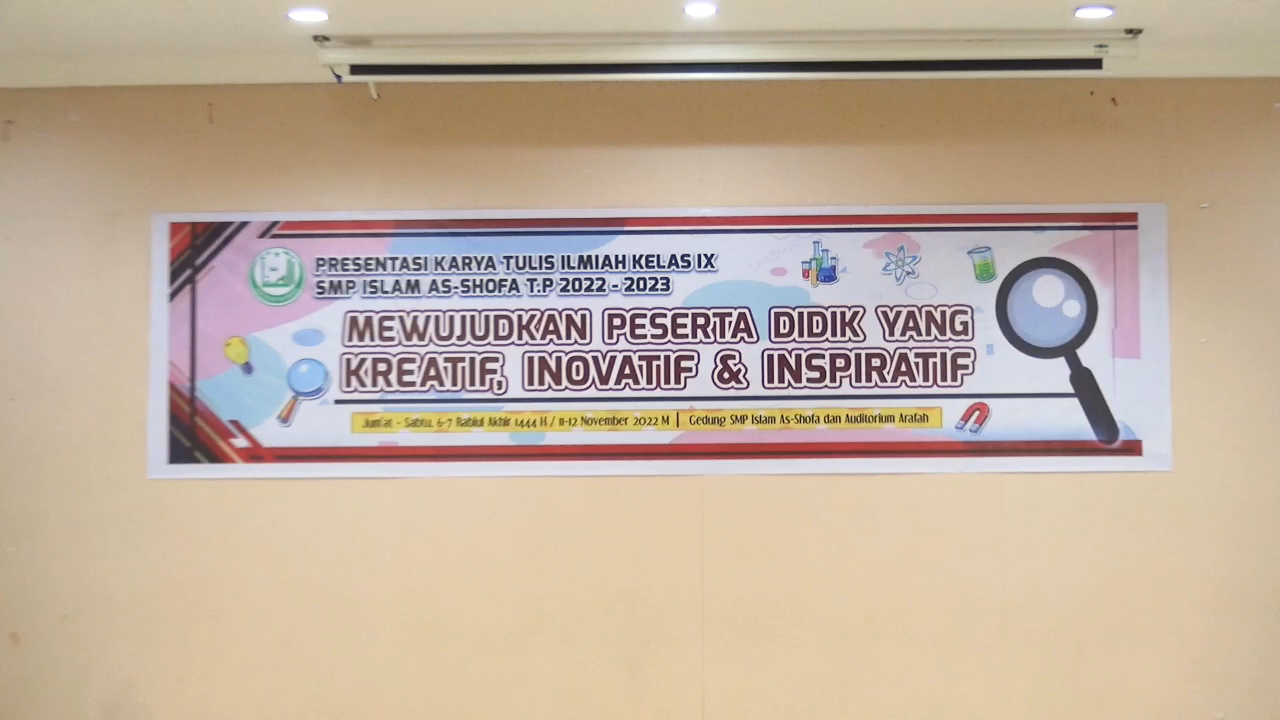 PRESENTASI KARYA TULIS ILMIAH KELAS IX
SMP ISLAM AS-SHOFA T.P 2022 - 2023
MEWUJUDKAN PESERTA DIDIK YANG
KREATIF, INOVATIF & INSPIRATIF
Jum'at - Sabtu, 6-7 Rabiul Akhir 1444 H / 11-12 November 2022 M | Gedung SMP Islam As-Shofa dan Auditorium Arafah